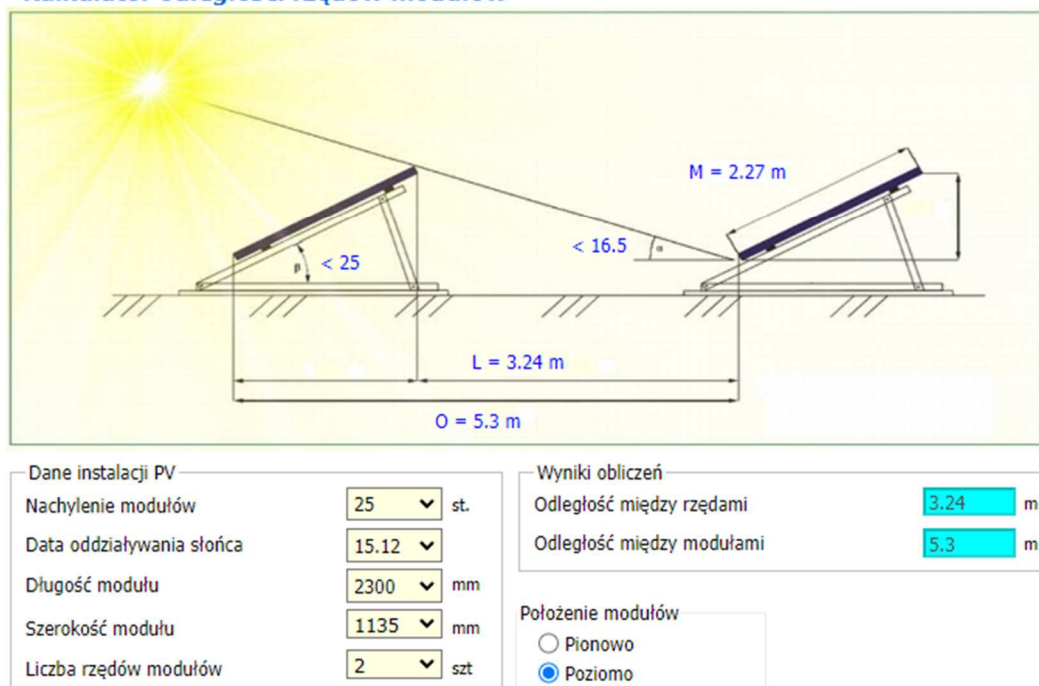 M = 2.27 m
< 16.5
α
< 25
β
L = 3.24 m
O = 5.3 m
Dane instalacji PV
Nachylenie modułów 25 st.
Data oddziaływania słońca 15.12
Długość modułu 2300 mm
Szerokość modułu 1135 mm
Liczba rzędów modułów 2 szt
Wyniki obliczeń
Odległość między rzędami 3.24 m
Odległość między modułami 5.3 m
Położenie modułów
Pionowo
Poziomo